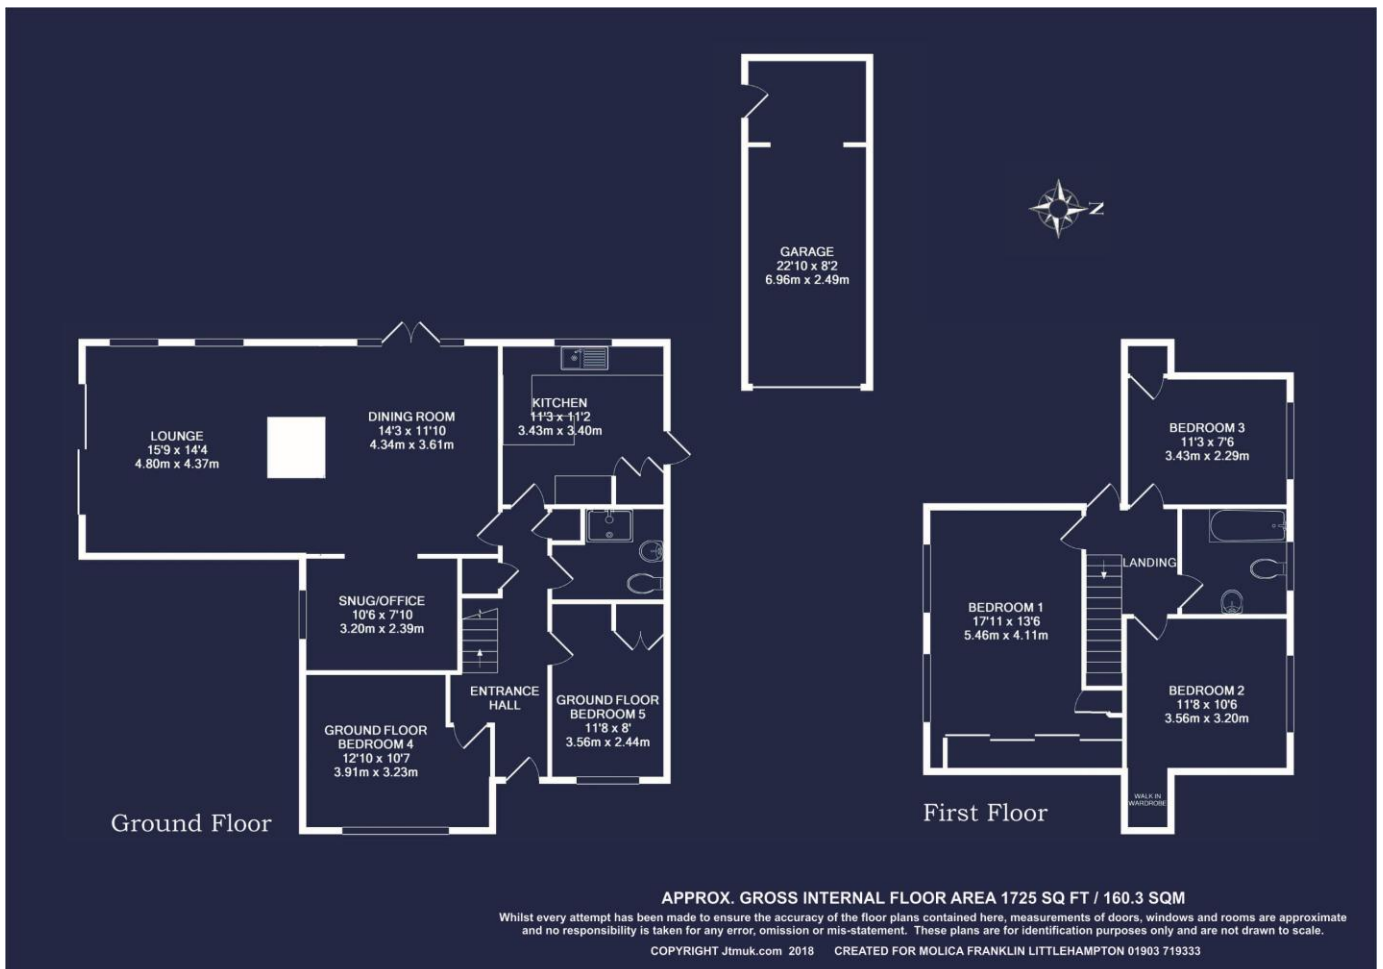 GARAGE
22'10 x 8'2
6.96m x 2.49m
N
LOUNGE
15'9 x 14'4
4.80m x 4.37m
DINING ROOM
14'3 x 11'10
4.34m x 3.61m
KITCHEN
11'3 x 11'2
3.43m x 3.40m
SNUG/OFFICE
10'6 x 7'10
3.20m x 2.39m
ENTRANCE
HALL
GROUND FLOOR
BEDROOM 4
12'10 x 10'7
3.91m x 3.23m
GROUND FLOOR
BEDROOM 5
11'8 x 8'
3.56m x 2.44m
Ground Floor
BEDROOM 3
11'3 x 7'6
3.43m x 2.29m
LANDING
BEDROOM 1
17'11 x 13'6
5.46m x 4.11m
BEDROOM 2
11'8 x 10'6
3.56m x 3.20m
WALK IN
WARDROBE
First Floor
APPROX. GROSS INTERNAL FLOOR AREA 1725 SQ FT / 160.3 SQM
Whilst every attempt has been made to ensure the accuracy of the floor plans contained here, measurements of doors, windows and rooms are approximate
and no responsibility is taken for any error, omission or mis-statement. These plans are for identification purposes only and are not drawn to scale.
COPYRIGHT Jtmuk.com 2018 CREATED FOR MOLICA FRANKLIN LITTLEHAMPTON 01903 719333